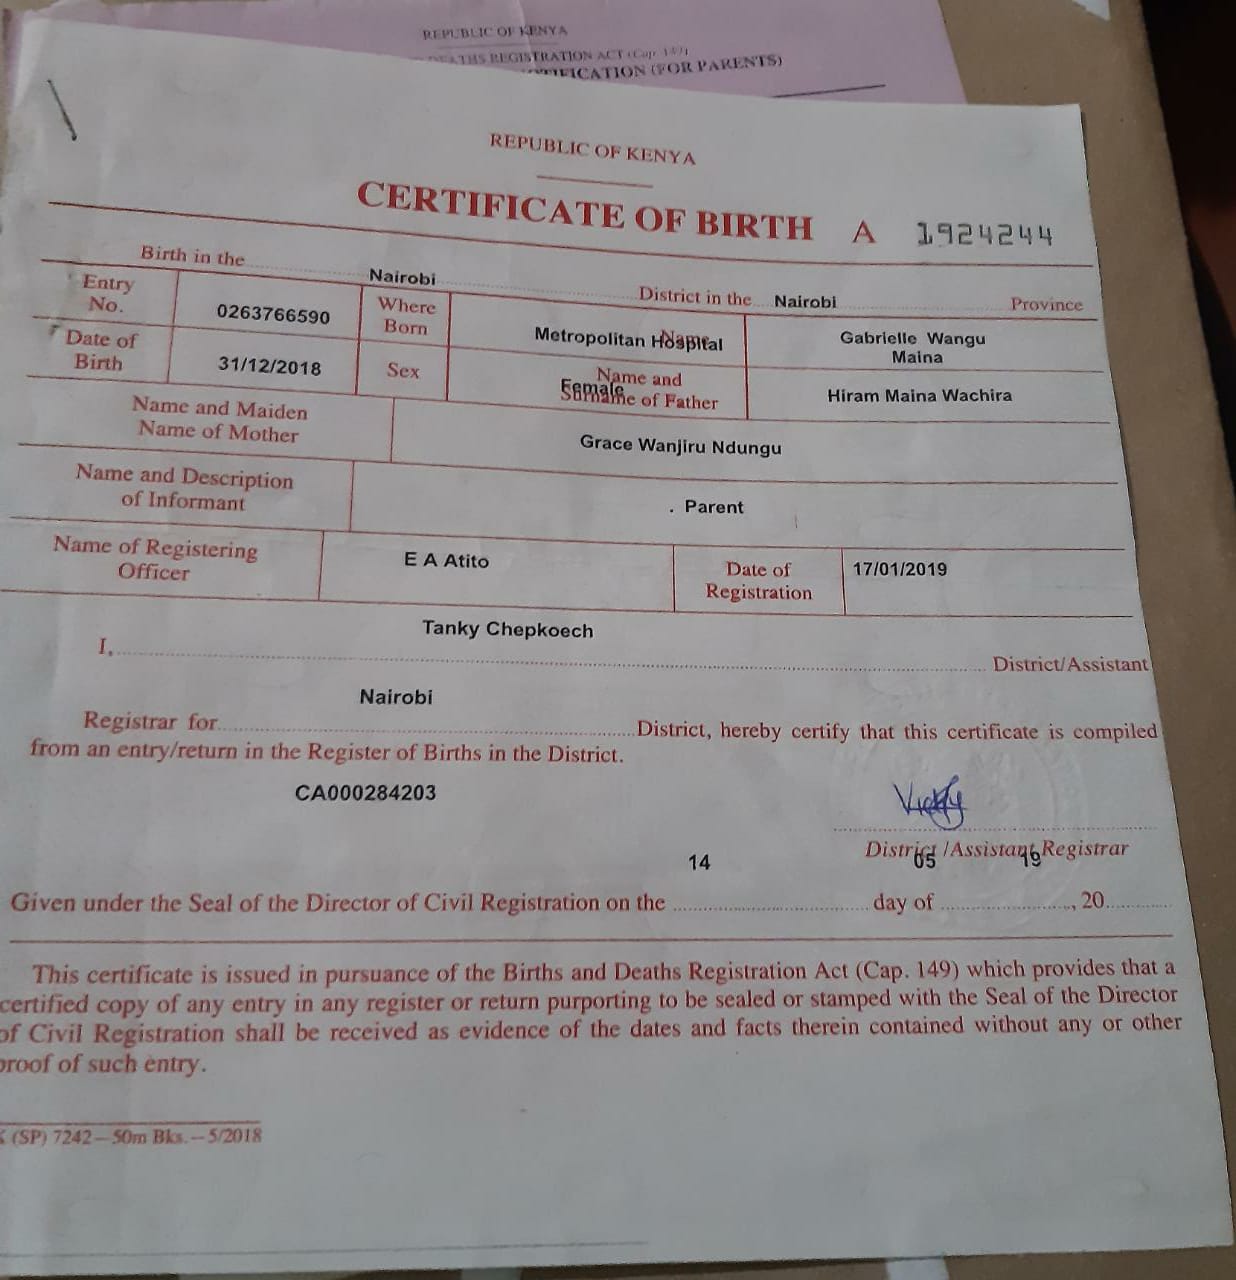 REPUBLIC OF KENYA
DEATHS REGISTRATION ACT (Cap. 149)
NOTIFICATION (FOR PARENTS)
REPUBLIC OF KENYA
CERTIFICATE OF BIRTH A 1924244
Birth in the Nairobi District in the Nairobi Province
Entry No. 0263766590 Where Born Metropolitan Hospital Name Gabrielle Wangu Maina
Date of Birth 31/12/2018 Sex Female Name and Surname of Father Hiram Maina Wachira
Name and Maiden Name of Mother Grace Wanjiru Ndungu
Name and Description of Informant . Parent
Name of Registering Officer E A Atito Date of Registration 17/01/2019
Tanky Chepkoech
I, District/Assistant
Nairobi
Registrar for District, hereby certify that this certificate is compiled
from an entry/return in the Register of Births in the District.
CA000284203
Vicky
District/Assistant Registrar
14 05 19
Given under the Seal of the Director of Civil Registration on the day of , 20
This certificate is issued in pursuance of the Births and Deaths Registration Act (Cap. 149) which provides that a
certified copy of any entry in any register or return purporting to be sealed or stamped with the Seal of the Director
of Civil Registration shall be received as evidence of the dates and facts therein contained without any or other
proof of such entry.
(SP) 7242—50m Bks.—5/2018